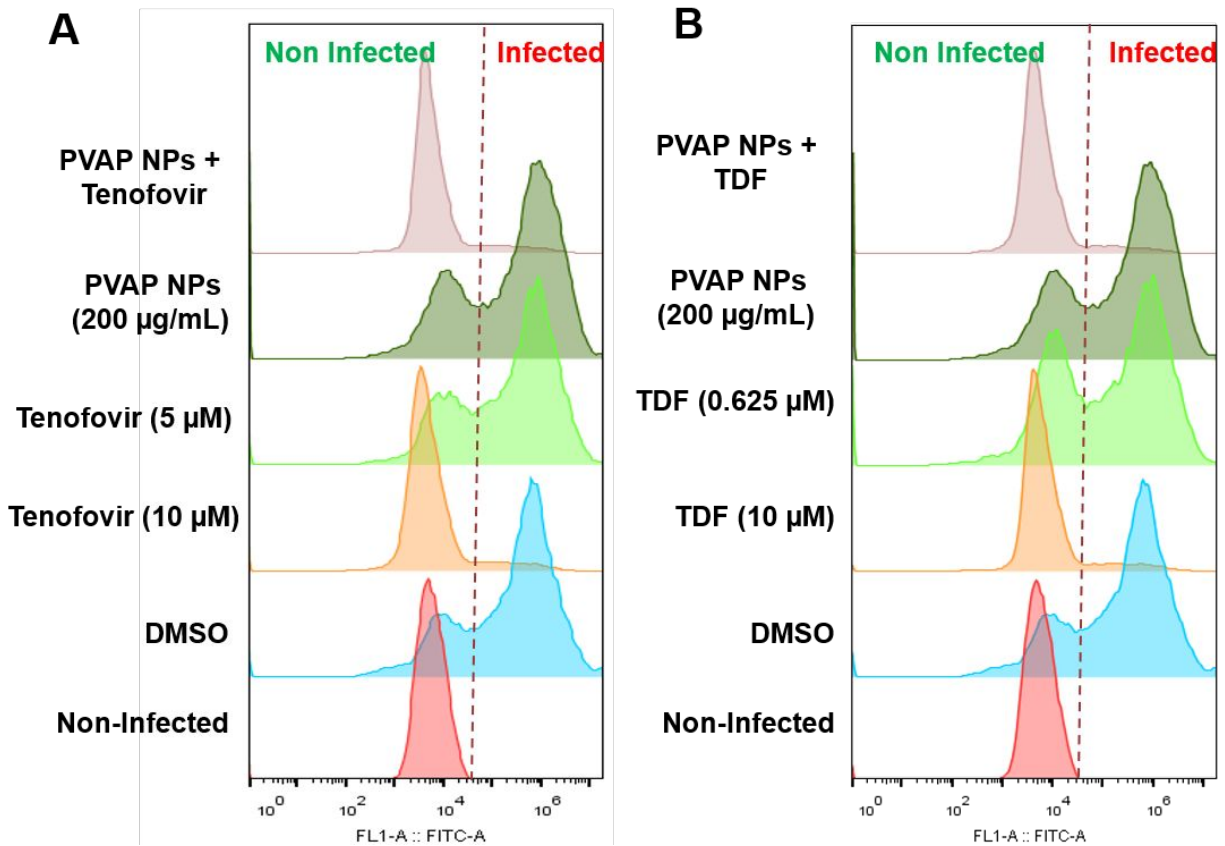 A
Non Infected
Infected
PVAP NPs +
Tenofovir
PVAP NPs
(200 µg/mL)
Tenofovir (5 µM)
Tenofovir (10 µM)
DMSO
Non-Infected
10^0
10^2
10^4
10^6
FL1-A :: FITC-A
B
Non Infected
Infected
PVAP NPs +
TDF
PVAP NPs
(200 µg/mL)
TDF (0.625 µM)
TDF (10 µM)
DMSO
Non-Infected
10^0
10^2
10^4
10^6
FL1-A :: FITC-A